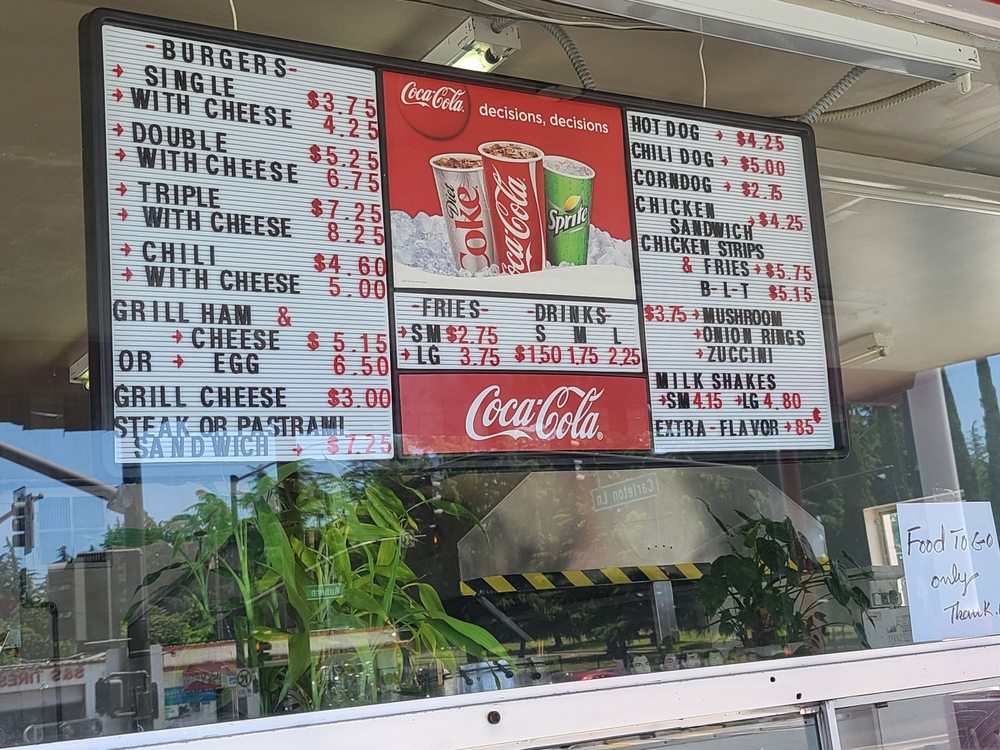 -BURGERS-
→ SINGLE $3.75
→ WITH CHEESE 4.25
→ DOUBLE $5.25
→ WITH CHEESE 6.75
→ TRIPLE $7.25
→ WITH CHEESE 8.25
→ CHILI $4.60
→ WITH CHEESE 5.00
GRILL HAM &
→ CHEESE $5.15
OR → EGG 6.50
GRILL CHEESE $3.00
STEAK OR PASTRAMI
SANDWICH → $7.25
Coca-Cola decisions, decisions
Diet Coke
Coca-Cola
Sprite
-FRIES- -DRINKS-
→SM $2.75 S M L
→LG 3.75 $1.50 1.75 2.25
Coca-Cola
HOT DOG → $4.25
CHILI DOG → $5.00
CORNDOG → $2.75
CHICKEN
SANDWICH → $4.25
CHICKEN STRIPS
& FRIES → $5.75
B-L-T $5.15
$3.75 → MUSHROOM
→ ONION RINGS
→ ZUCCINI
MILK SHAKES
→SM 4.15 →LG 4.80
EXTRA-FLAVOR → 85¢
Carleton Ln
Food To Go
only
Thank
S&S TIRES